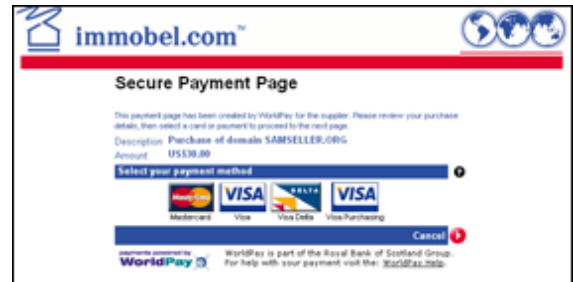 immobel.com™
Secure Payment Page
This payment page has been created by WorldPay for the supplier. Please review your purchase
details, then select a card or payment to proceed to the next page.
Description Purchase of domain SAMSELLER.ORG
Amount US$30.00
Select your payment method ?
MasterCard VISA DELTA VISA
Mastercard Visa Visa Delta Visa Purchasing
Cancel
payments powered by WorldPay is part of the Royal Bank of Scotland Group.
WorldPay For help with your payment visit the: WorldPay Help.